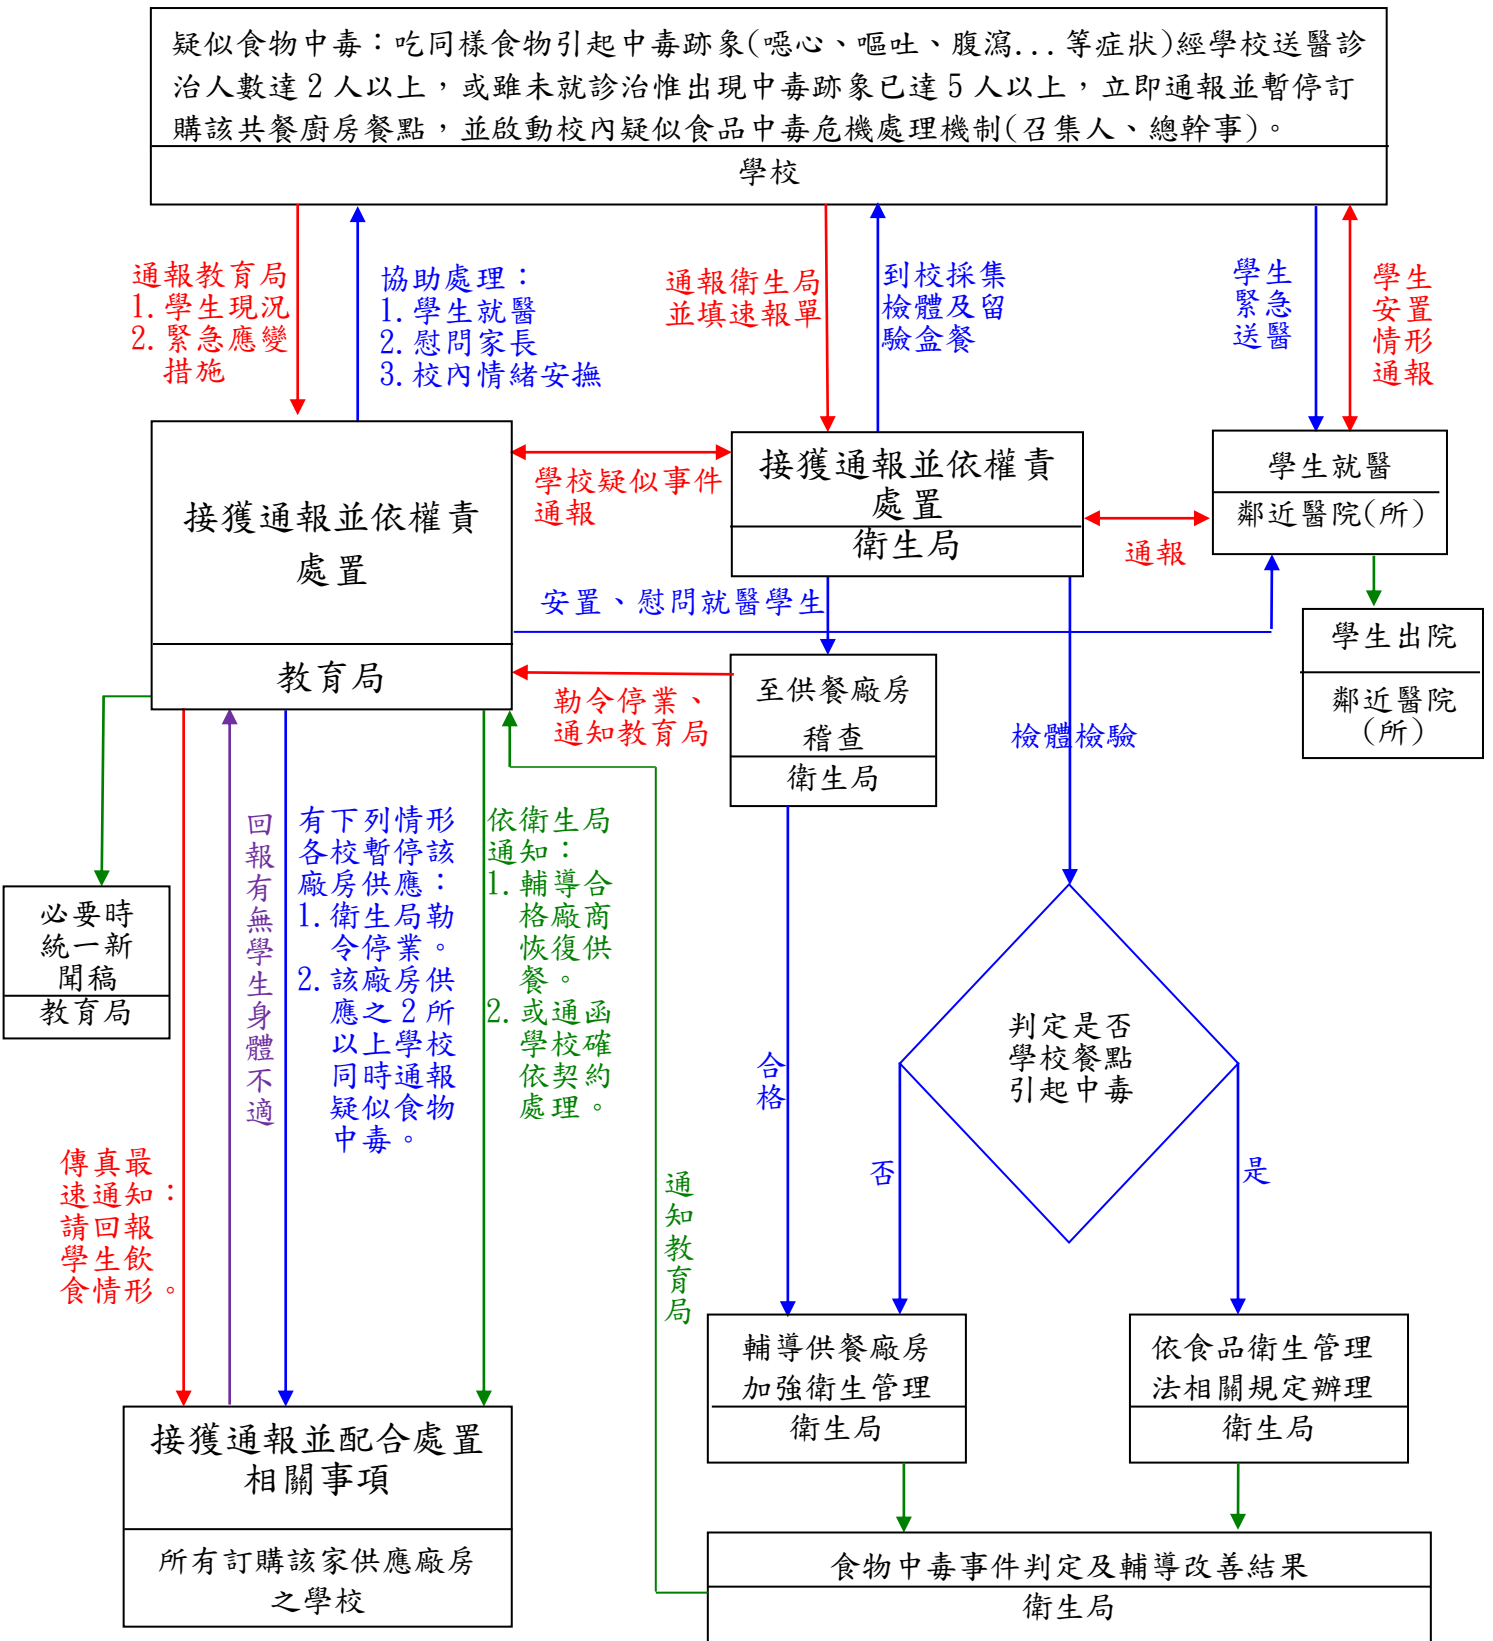 疑似食物中毒：吃同樣食物引起中毒跡象(噁心、嘔吐、腹瀉...等症狀)經學校送醫診
治人數達2人以上，或雖未就診治惟出現中毒跡象已達5人以上，立即通報並暫停訂
購該共餐廚房餐點，並啟動校內疑似食品中毒危機處理機制(召集人、總幹事)。
學校
通報教育局
1.學生現況
2.緊急應變
措施
協助處理：
1.學生就醫
2.慰問家長
3.校內情緒安撫
通報衛生局
並填速報單
到校採集
檢體及留
驗盒餐
學生
緊急
送醫
學生
安置
情形
通報
接獲通報並依權責
處置
教育局
學校疑似事件
通報
接獲通報並依權責
處置
衛生局
通報
學生就醫
鄰近醫院(所)
安置、慰問就醫學生
學生出院
鄰近醫院
(所)
勒令停業、
通知教育局
至供餐廠房
稽查
衛生局
檢體檢驗
必要時
統一新
聞稿
教育局
傳真最
速通知：
請回報
學生飲
食情形。
回報有無學生身體不適
有下列情形
各校暫停該
廠房供應：
1.衛生局勒
令停業。
2.該廠房供
應之2所
以上學校
同時通報
疑似食物
中毒。
依衛生局
通知：
1.輔導合
格廠商
恢復供
餐。
2.或通函
學校確
依契約
處理。
通知教育局
合格
判定是否
學校餐點
引起中毒
否
是
輔導供餐廠房
加強衛生管理
衛生局
依食品衛生管理
法相關規定辦理
衛生局
接獲通報並配合處置
相關事項
所有訂購該家供應廠房
之學校
食物中毒事件判定及輔導改善結果
衛生局